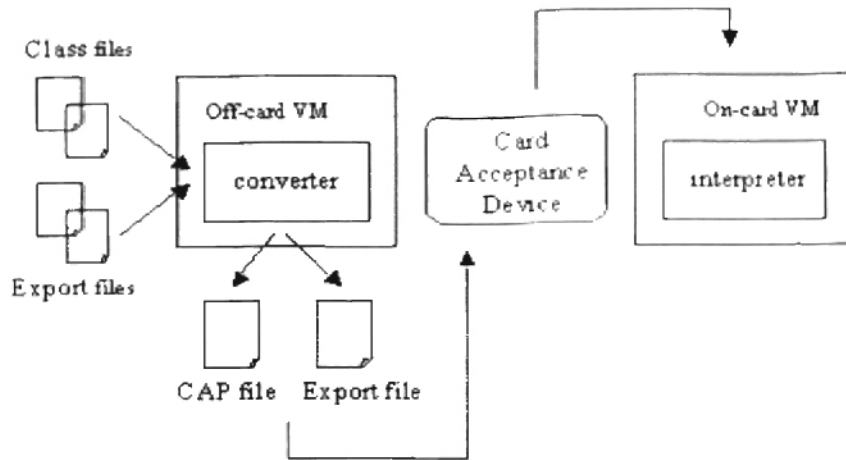 Class files
Off-card VM
converter
Export files
CAP file
Export file
Card
Acceptance
Device
On-card VM
interpreter